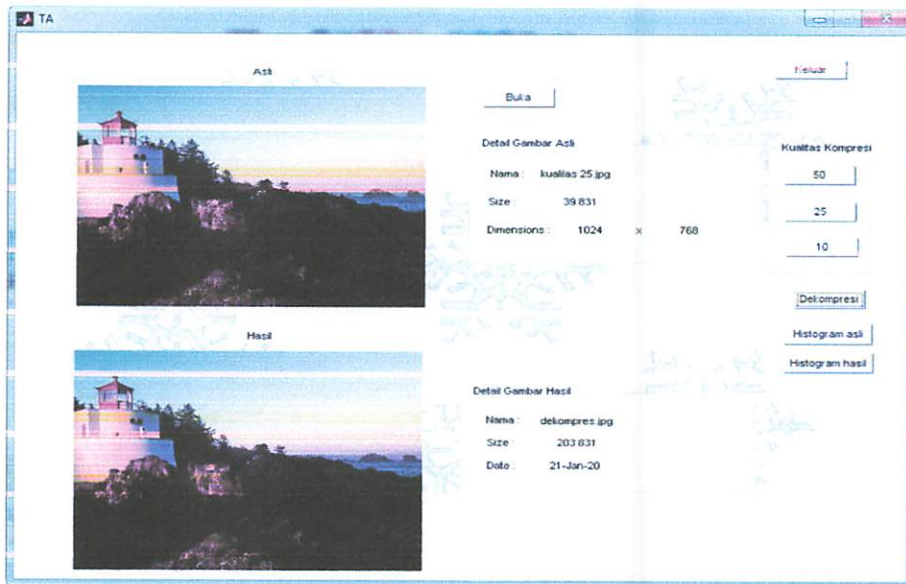 TA
Asli
Keluar
Buka
Detail Gambar Asli
Kualitas Kompresi
Nama : kualitas 25.jpg
50
Size : 39.831
25
Dimensions : 1024 x 768
10
Dekompresi
Hasil
Histogram asli
Histogram hasil
Detail Gambar Hasil
Nama : dekompres.jpg
Size : 203.831
Date : 21-Jan-20